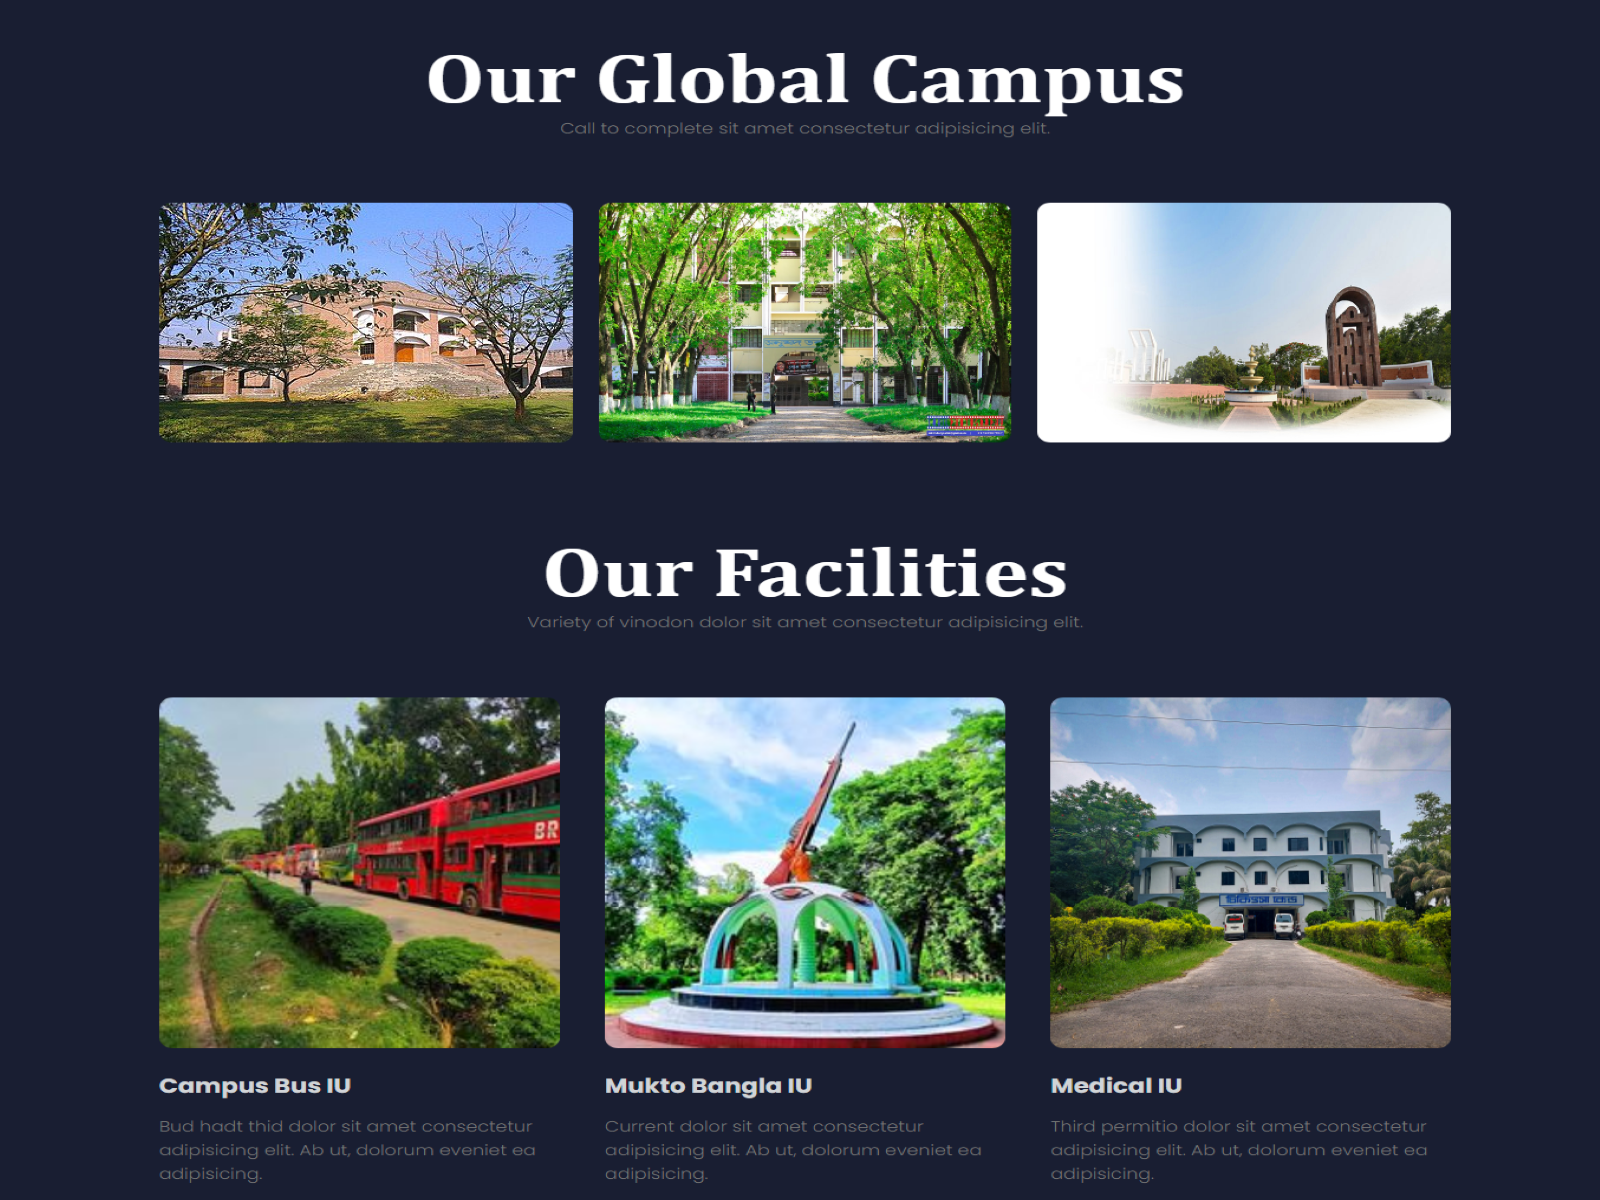 Our Global Campus
Call to complete sit amet consectetur adipisicing elit.
Our Facilities
Variety of vinodon dolor sit amet consectetur adipisicing elit.
BR
Campus Bus IU
Mukto Bangla IU
Medical IU
Bud hadt thid dolor sit amet consectetur
adipisicing elit. Ab ut, dolorum eveniet ea
adipisicing.
Current dolor sit amet consectetur
adipisicing elit. Ab ut, dolorum eveniet ea
adipisicing.
Third permitio dolor sit amet consectetur
adipisicing elit. Ab ut, dolorum eveniet ea
adipisicing.